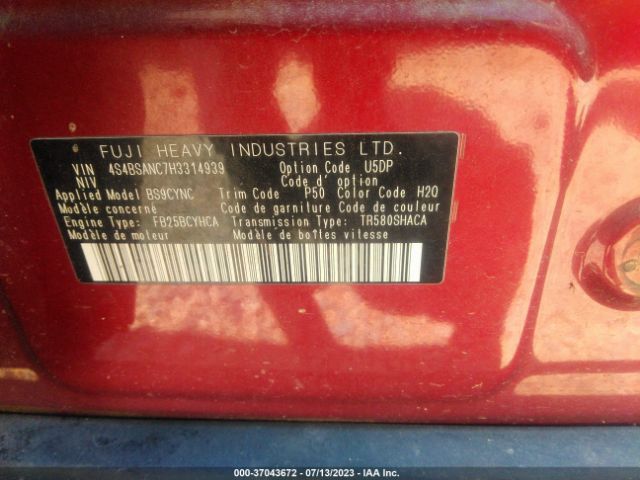 FUJI HEAVY INDUSTRIES LTD.
VIN 4S4BSANC7H3314939 Option Code U5DP
NIV Code d' option
Applied Model BS9CYNC Trim Code P50 Color Code H2Q
Modèle concerné Code de garniture Code de couleur
Engine Type FB25BCYHCA Transmission Type: TR580SHACA
Modèle de moteur Modèle de boîtes vitesse
000-37043672 - 07/13/2023 - IAA Inc.